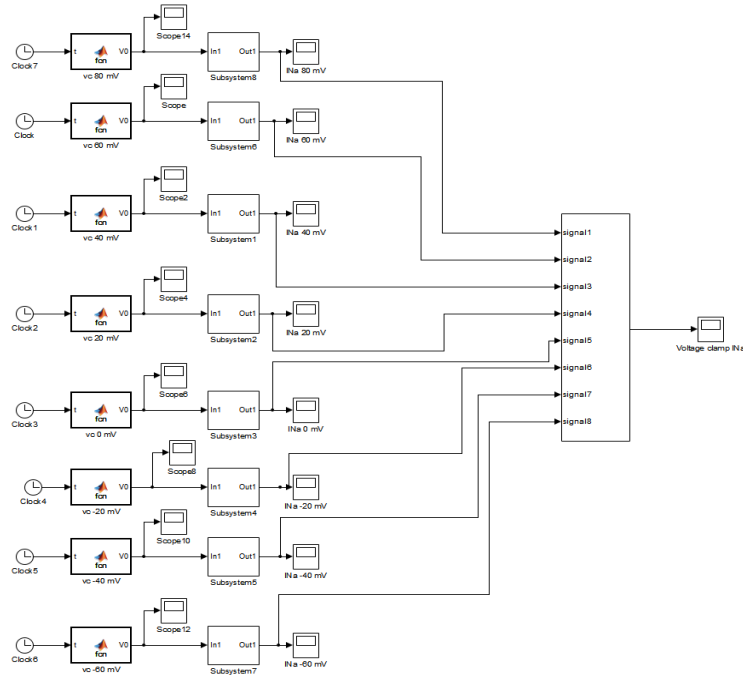 Scope14
t fcn V0
In1 Out1
Clock7
vc 80 mV
Subsystem8
INa 80 mV
Scope
t fcn V0
In1 Out1
Clock
vc 60 mV
Subsystem6
INa 60 mV
Scope2
t fcn V0
In1 Out1
Clock1
vc 40 mV
Subsystem1
INa 40 mV
Scope4
t fcn V0
In1 Out1
Clock2
vc 20 mV
Subsystem2
INa 20 mV
Scope6
t fcn V0
In1 Out1
Clock3
vc 0 mV
Subsystem3
INa 0 mV
Scope8
t fcn V0
In1 Out1
Clock4
vc -20 mV
Subsystem4
INa -20 mV
Scope10
t fcn V0
In1 Out1
Clock5
vc -40 mV
Subsystem5
INa -40 mV
Scope12
t fcn V0
In1 Out1
Clock6
vc -60 mV
Subsystem7
INa -60 mV
signal1
signal2
signal3
signal4
signal5
signal6
signal7
signal8
Voltage clamp INa